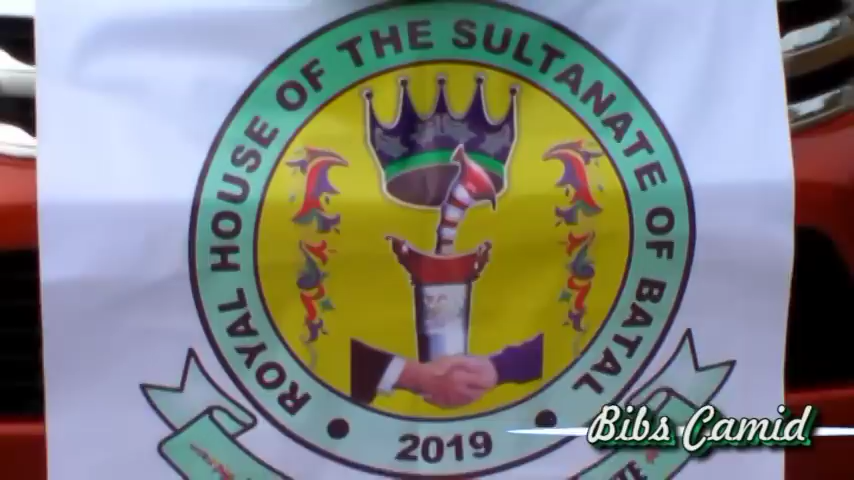 ROYAL HOUSE OF THE SULTANATE OF BATAL
2019
Bibs Camid